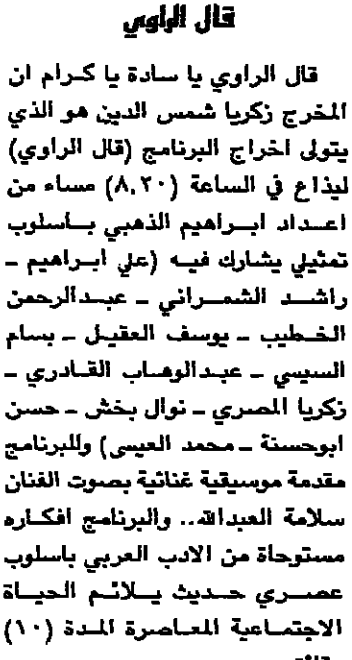 قال الراوي
قال الراوي يا سادة يا كرام ان
المخرج زكريا شمس الدين هو الذي
يتولى اخراج البرنامج (قال الراوي)
ليذاع في الساعة (٨,٢٠) مساء من
اعداد ابراهيم الذهبي باسلوب
تمثيلي يشارك فيه (علي ابراهيم ـ
راشد الشمراني ـ عبدالرحمن
الخطيب ـ يوسف العقيل ـ بسام
السيسي ـ عبدالوهاب القادري ـ
زكريا المصري ـ نوال بخش ـ حسن
ابوحسنة ـ محمد العيسى) وللبرنامج
مقدمة موسيقية غنائية بصوت الفنان
سلامة العبدالله.. والبرنامج افكاره
مستوحاة من الادب العربي باسلوب
عصري حديث يلائم الحياة
الاجتماعية المعاصرة المدة (١٠)